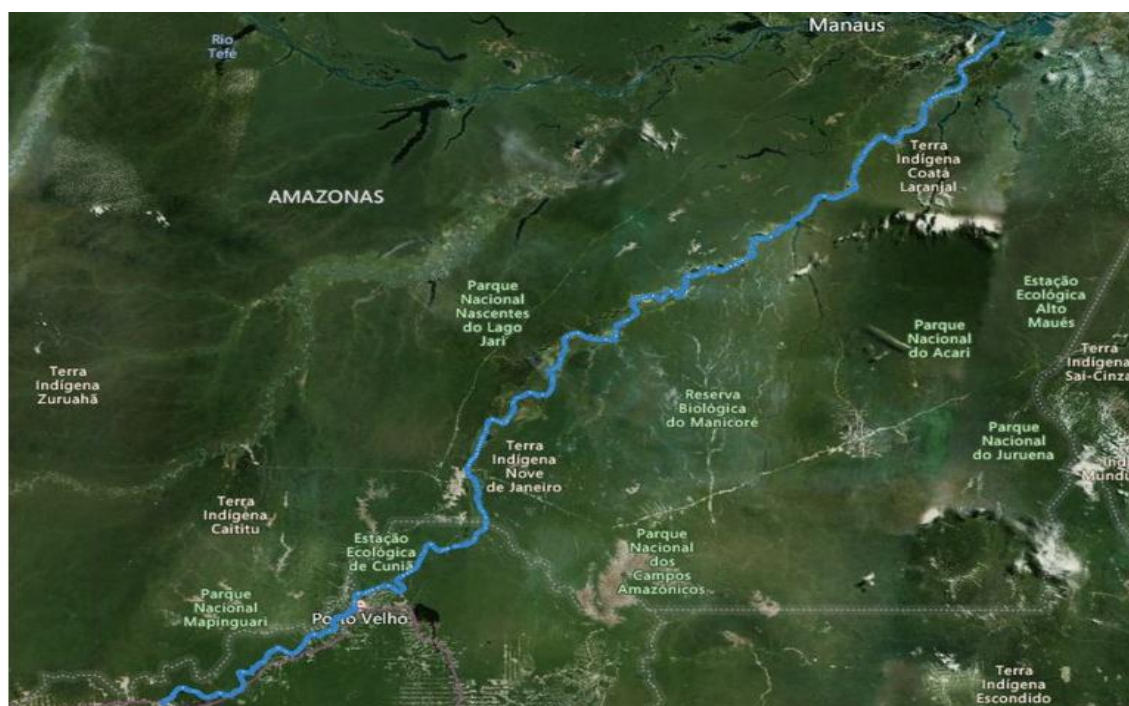 Manaus
Rio
Tefé
Terra
Indígena
Coatá
Laranjal
AMAZONAS
Estação
Ecológica
Alto
Maués
Parque
Nacional
Nascentes
do Lago
Jari
Parque
Nacional
do Acari
Terra
Indígena
Sai-Cinza
Terra
Indígena
Zuruahã
Reserva
Biológica
do Manicoré
Parque
Nacional
do Juruena
Terra
Indígena
Nove
de Janeiro
Ind
Mundu
Terra
Indígena
Caititu
Estação
Ecológica
de Cuniã
Parque
Nacional
dos
Campos
Amazônicos
Parque
Nacional
Mapinguari
Porto Velho
Terra
Indígena
Escondido